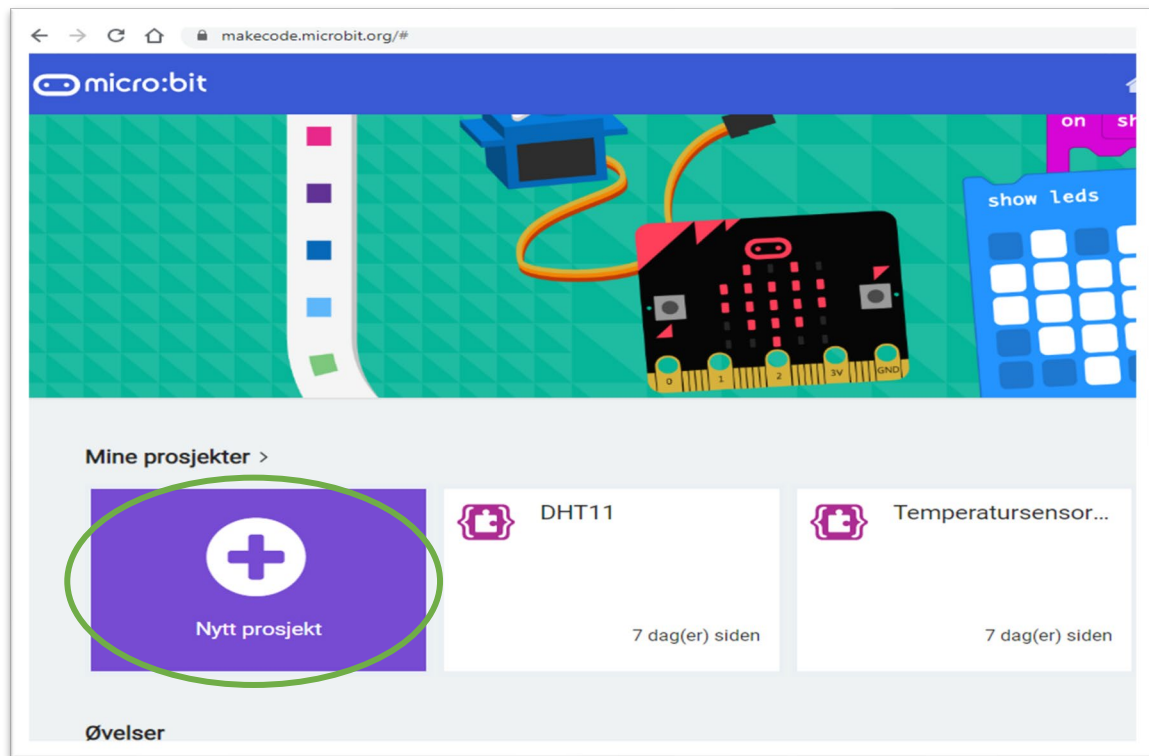 makecode.microbit.org/#
micro:bit
on sh
show leds
0 1 2 3V GND
Mine prosjekter >
DHT11
Temperatursensor...
Nytt prosjekt
7 dag(er) siden
7 dag(er) siden
Øvelser